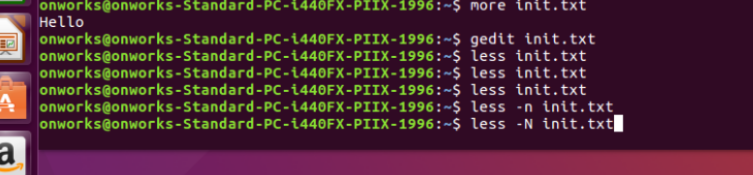 onworks@onworks-Standard-PC-i440FX-PIIX-1996:~$ more init.txt
Hello
onworks@onworks-Standard-PC-i440FX-PIIX-1996:~$ gedit init.txt
onworks@onworks-Standard-PC-i440FX-PIIX-1996:~$ less init.txt
onworks@onworks-Standard-PC-i440FX-PIIX-1996:~$ less init.txt
onworks@onworks-Standard-PC-i440FX-PIIX-1996:~$ less init.txt
onworks@onworks-Standard-PC-i440FX-PIIX-1996:~$ less -n init.txt
onworks@onworks-Standard-PC-i440FX-PIIX-1996:~$ less -N init.txt
A
a